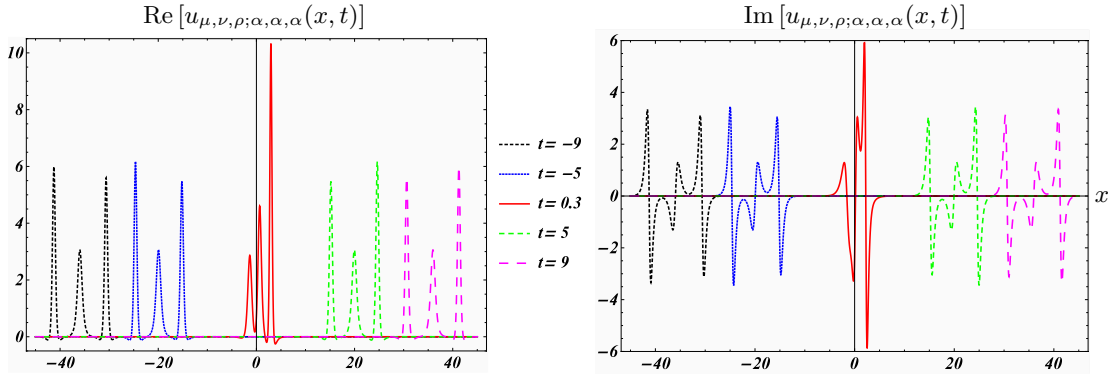 Re [u_{μ,ν,ρ;α,α,α}(x, t)]
10
8
6
4
2
0
−40 −20 0 20 40
t = −9
t = −5
t = 0.3
t = 5
t = 9
Im [u_{μ,ν,ρ;α,α,α}(x, t)]
6
4
2
0
−2
−4
−6
−40 −20 0 20 40
x